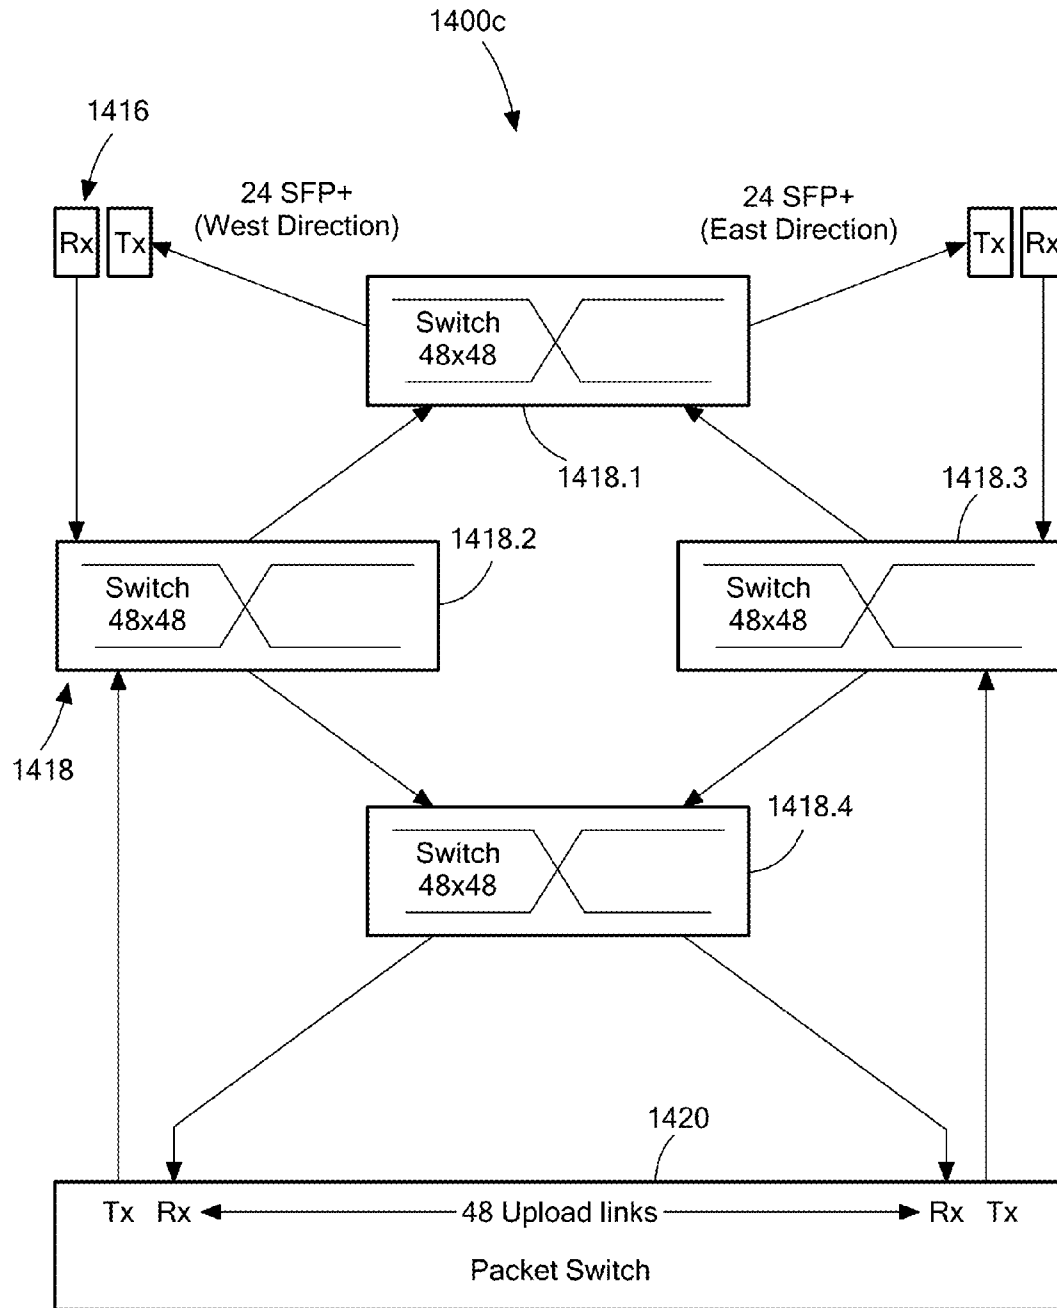 1400c
1416
24 SFP+
(West Direction)
24 SFP+
(East Direction)
Rx Tx
Tx Rx
Switch
48x48
1418.1
1418.3
1418.2
Switch
48x48
Switch
48x48
1418
1418.4
Switch
48x48
1420
Tx Rx 48 Upload links Rx Tx
Packet Switch